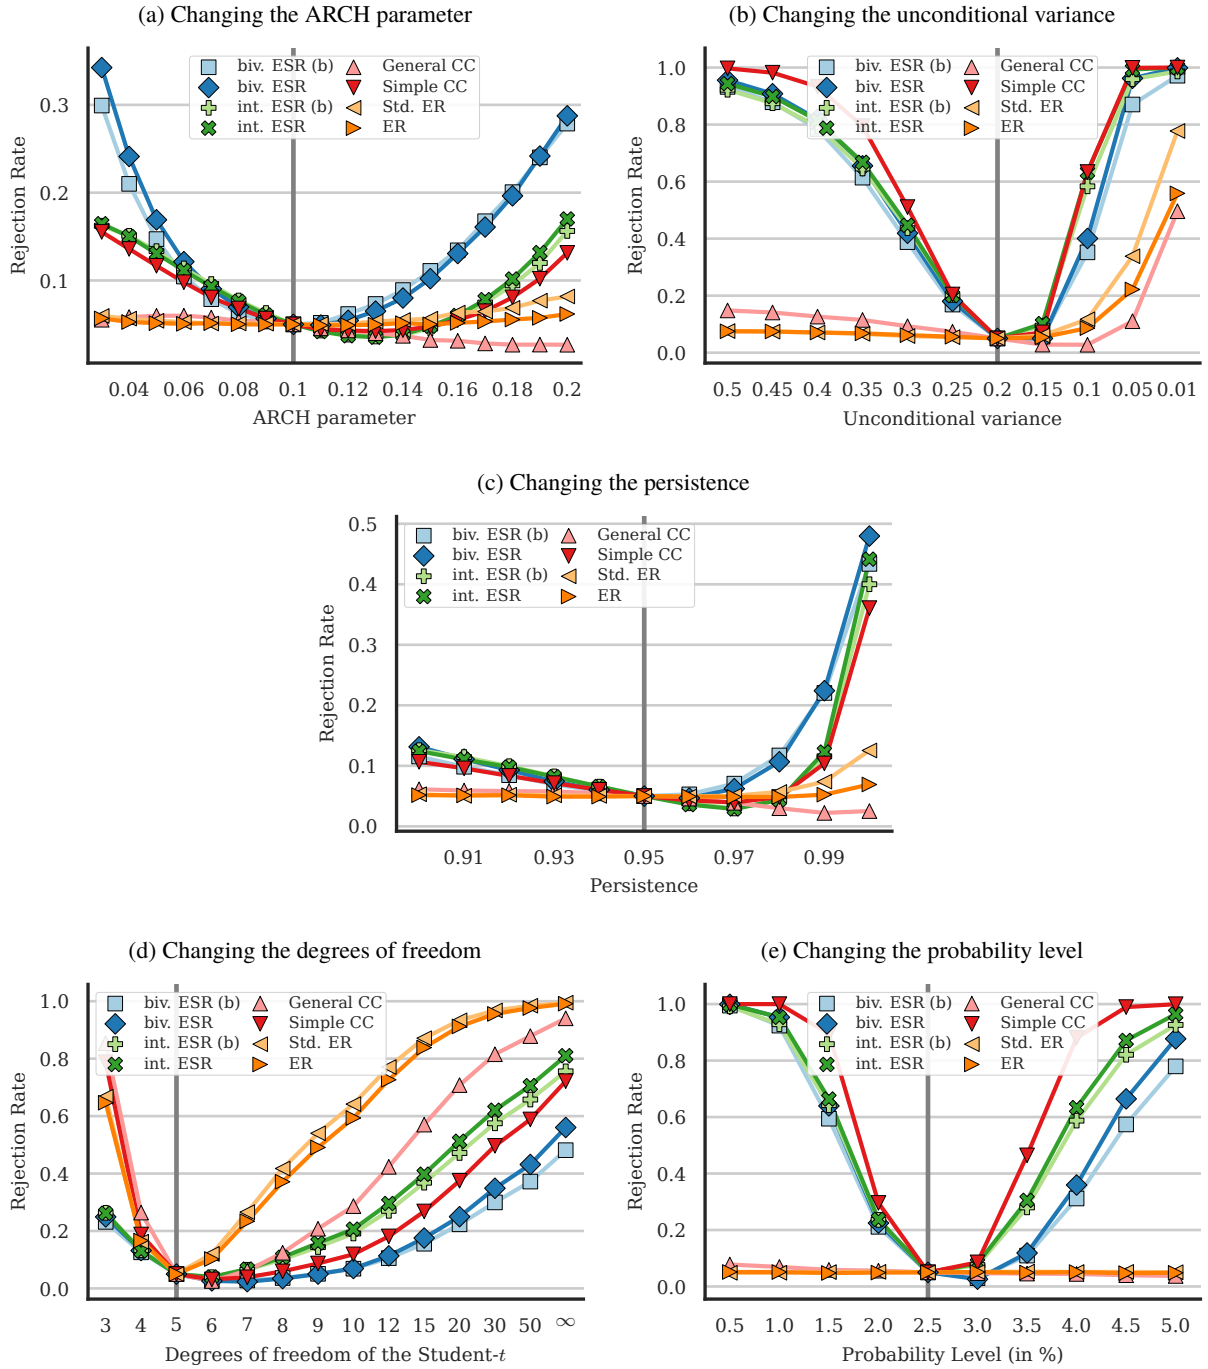 (a) Changing the ARCH parameter
biv. ESR (b)
biv. ESR
int. ESR (b)
int. ESR
General CC
Simple CC
Std. ER
ER
Rejection Rate
0.3
0.2
0.1
0.04 0.06 0.08 0.1 0.12 0.14 0.16 0.18 0.2
ARCH parameter
(b) Changing the unconditional variance
biv. ESR (b)
biv. ESR
int. ESR (b)
int. ESR
General CC
Simple CC
Std. ER
ER
Rejection Rate
1.0
0.8
0.6
0.4
0.2
0.0
0.5 0.45 0.4 0.35 0.3 0.25 0.2 0.15 0.1 0.05 0.01
Unconditional variance
(c) Changing the persistence
biv. ESR (b)
biv. ESR
int. ESR (b)
int. ESR
General CC
Simple CC
Std. ER
ER
Rejection Rate
0.5
0.4
0.3
0.2
0.1
0.0
0.91 0.93 0.95 0.97 0.99
Persistence
(d) Changing the degrees of freedom
biv. ESR (b)
biv. ESR
int. ESR (b)
int. ESR
General CC
Simple CC
Std. ER
ER
Rejection Rate
1.0
0.8
0.6
0.4
0.2
0.0
3 4 5 6 7 8 9 10 12 15 20 30 50 ∞
Degrees of freedom of the Student-t
(e) Changing the probability level
biv. ESR (b)
biv. ESR
int. ESR (b)
int. ESR
General CC
Simple CC
Std. ER
ER
Rejection Rate
1.0
0.8
0.6
0.4
0.2
0.0
0.5 1.0 1.5 2.0 2.5 3.0 3.5 4.0 4.5 5.0
Probability Level (in %)